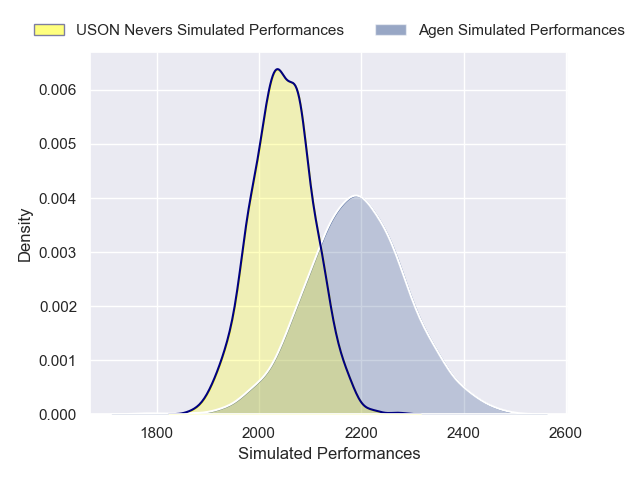 USON Nevers Simulated Performances Agen Simulated Performances
0.006
0.005
0.004
0.003
0.002
0.001
0.000
Density
1800 2000 2200 2400 2600
Simulated Performances